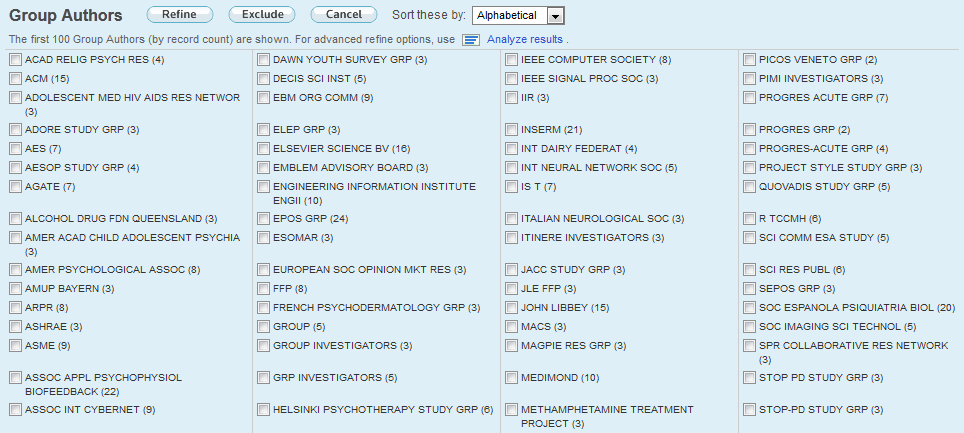 Group Authors Refine Exclude Cancel Sort these by: Alphabetical
The first 100 Group Authors (by record count) are shown. For advanced refine options, use Analyze results .
ACAD RELIG PSYCH RES (4)
ACM (15)
ADOLESCENT MED HIV AIDS RES NETWOR
(3)
ADORE STUDY GRP (3)
AES (7)
AESOP STUDY GRP (4)
AGATE (7)
ALCOHOL DRUG FDN QUEENSLAND (3)
AMER ACAD CHILD ADOLESCENT PSYCHIA
(3)
AMER PSYCHOLOGICAL ASSOC (8)
AMUP BAYERN (3)
ARPR (8)
ASHRAE (3)
ASME (9)
ASSOC APPL PSYCHOPHYSIOL
BIOFEEDBACK (22)
ASSOC INT CYBERNET (9)
DAWN YOUTH SURVEY GRP (3)
DECIS SCI INST (5)
EBM ORG COMM (9)
ELEP GRP (3)
ELSEVIER SCIENCE BV (16)
EMBLEM ADVISORY BOARD (3)
ENGINEERING INFORMATION INSTITUTE
ENGII (10)
EPOS GRP (24)
ESOMAR (3)
EUROPEAN SOC OPINION MKT RES (3)
FFP (8)
FRENCH PSYCHODERMATOLOGY GRP (3)
GROUP (5)
GROUP INVESTIGATORS (3)
GRP INVESTIGATORS (5)
HELSINKI PSYCHOTHERAPY STUDY GRP (6)
IEEE COMPUTER SOCIETY (8)
IEEE SIGNAL PROC SOC (3)
IIR (3)
INSERM (21)
INT DAIRY FEDERAT (4)
INT NEURAL NETWORK SOC (5)
IS T (7)
ITALIAN NEUROLOGICAL SOC (3)
ITINERE INVESTIGATORS (3)
JACC STUDY GRP (3)
JLE FFP (3)
JOHN LIBBEY (15)
MACS (3)
MAGPIE RES GRP (3)
MEDIMOND (10)
METHAMPHETAMINE TREATMENT
PROJECT (3)
PICOS VENETO GRP (2)
PIMI INVESTIGATORS (3)
PROGRES ACUTE GRP (7)
PROGRES GRP (2)
PROGRES-ACUTE GRP (4)
PROJECT STYLE STUDY GRP (3)
QUOVADIS STUDY GRP (5)
R TCCMH (6)
SCI COMM ESA STUDY (5)
SCI RES PUBL (6)
SEPOS GRP (3)
SOC ESPANOLA PSIQUIATRIA BIOL (20)
SOC IMAGING SCI TECHNOL (5)
SPR COLLABORATIVE RES NETWORK
(3)
STOP PD STUDY GRP (3)
STOP-PD STUDY GRP (3)